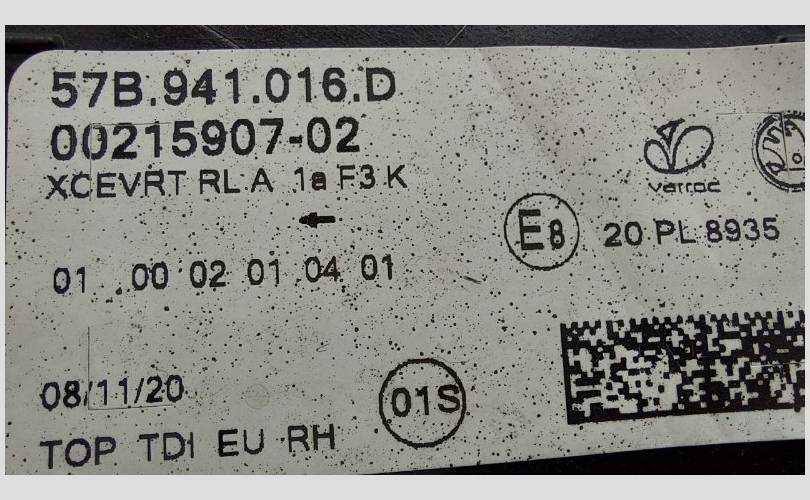 57B.941.016.D
00215907-02
XCEVRT RL A 1a F3 K
varroc
E8 20 PL 8935
01 .00 02 01 04 01
08/11/20
01S
TOP TDI EU RH